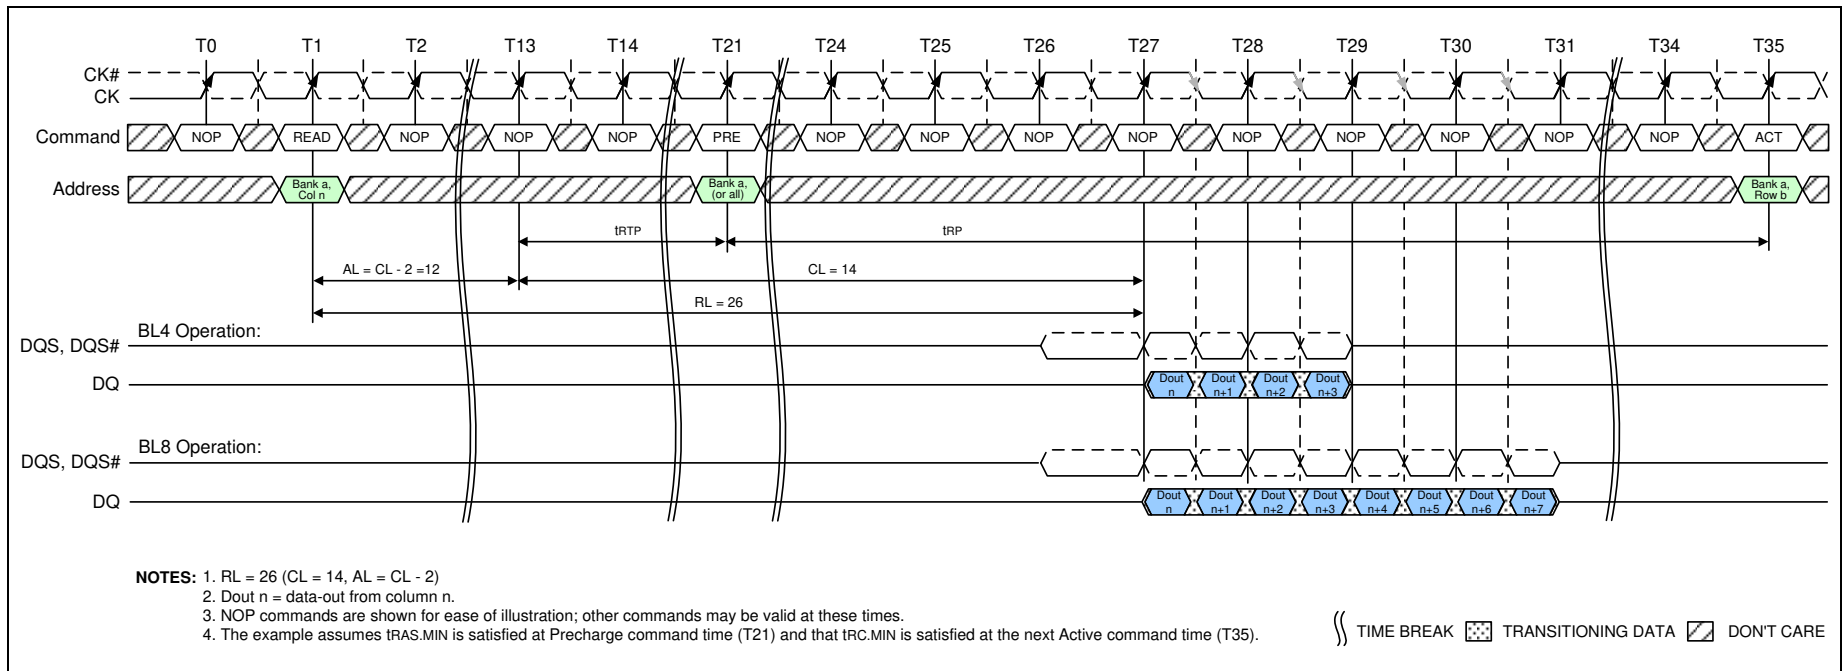 T0 T1 T2 T13 T14 T21 T24 T25 T26 T27 T28 T29 T30 T31 T34 T35
CK#
CK
Command NOP READ NOP NOP NOP PRE NOP NOP NOP NOP NOP NOP NOP NOP NOP ACT
Address
Bank a,
Col n
Bank a,
(or all)
Bank a,
Row b
tRTP tRP
AL = CL - 2 =12 CL = 14
RL = 26
BL4 Operation:
DQS, DQS#
DQ
Dout Dout Dout Dout
n n+1 n+2 n+3
BL8 Operation:
DQS, DQS#
DQ
Dout Dout Dout Dout Dout Dout Dout Dout
n n+1 n+2 n+3 n+4 n+5 n+6 n+7
NOTES: 1. RL = 26 (CL = 14, AL = CL - 2)
2. Dout n = data-out from column n.
3. NOP commands are shown for ease of illustration; other commands may be valid at these times.
4. The example assumes tRAS.MIN is satisfied at Precharge command time (T21) and that tRC.MIN is satisfied at the next Active command time (T35).
TIME BREAK TRANSITIONING DATA DON'T CARE